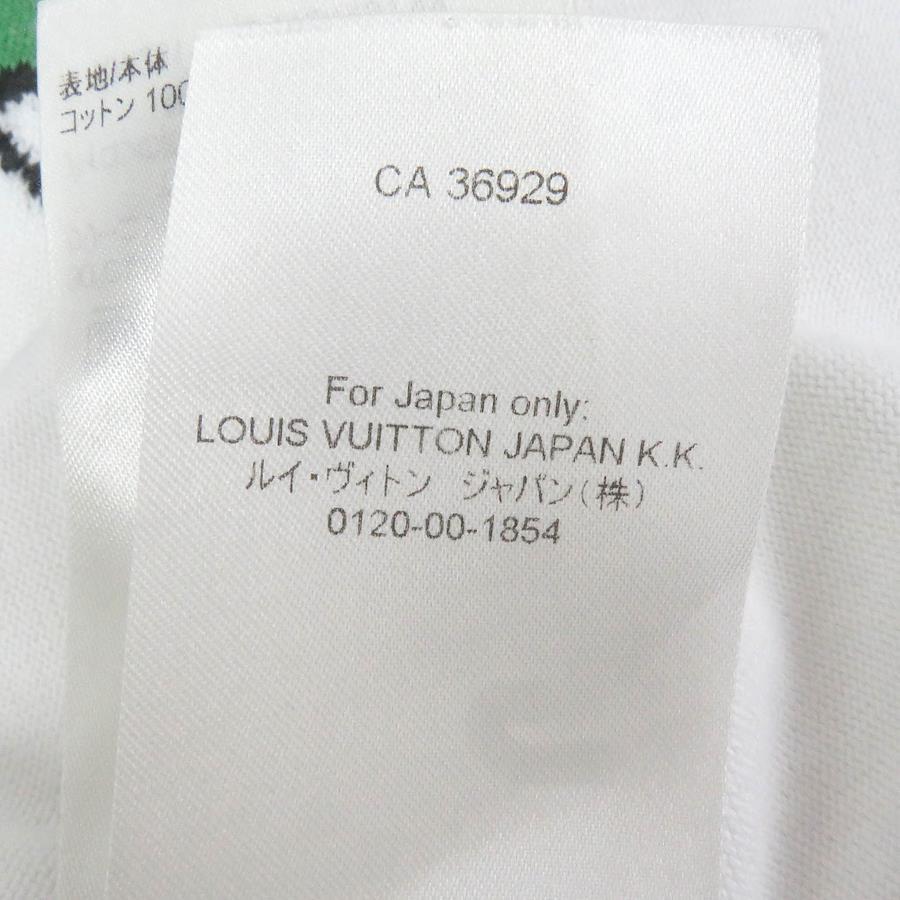 表地/本体
コットン 100
CA 36929
For Japan only:
LOUIS VUITTON JAPAN K.K.
ルイ・ヴィトン ジャパン(株)
0120-00-1854